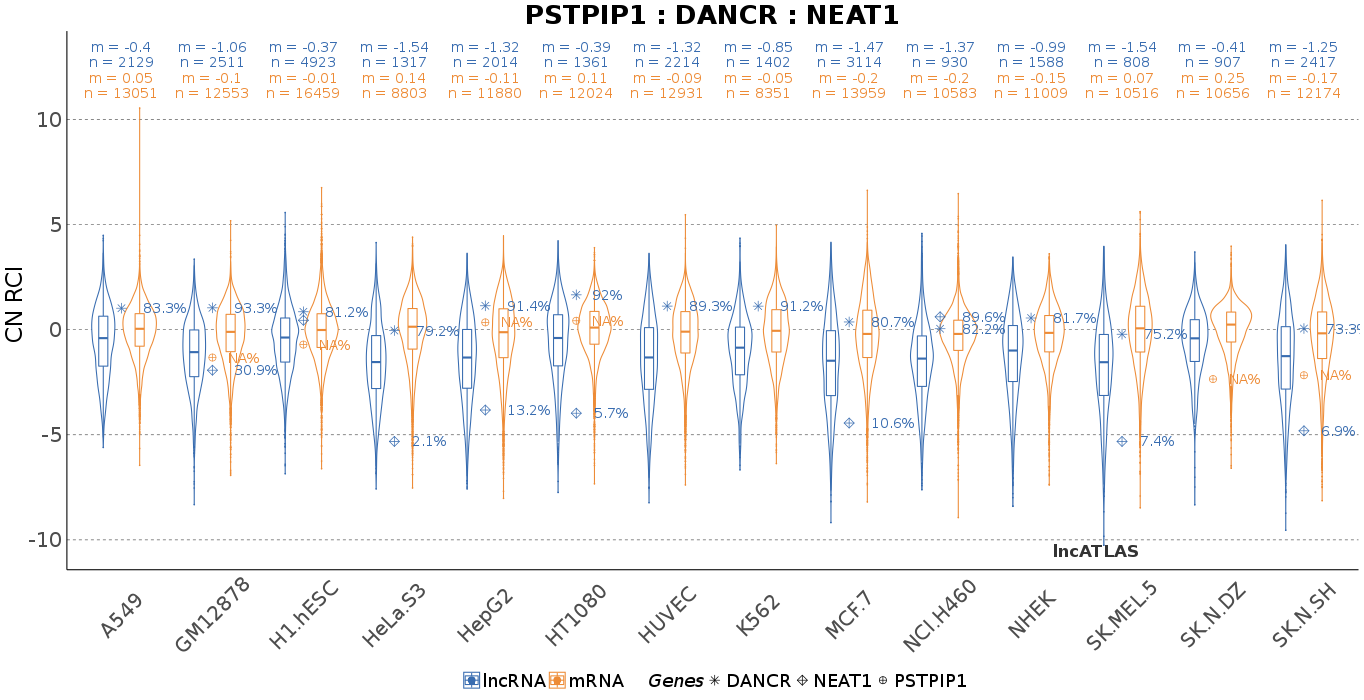 PSTPIP1 : DANCR : NEAT1
m = -0.4 m = -1.06 m = -0.37 m = -1.54 m = -1.32 m = -0.39 m = -1.32 m = -0.85 m = -1.47 m = -1.37 m = -0.99 m = -1.54 m = -0.41 m = -1.25
n = 2129 n = 2511 n = 4923 n = 1317 n = 2014 n = 1361 n = 2214 n = 1402 n = 3114 n = 930 n = 1588 n = 808 n = 907 n = 2417
m = 0.05 m = -0.1 m = -0.01 m = 0.14 m = -0.11 m = 0.11 m = -0.09 m = -0.05 m = -0.2 m = -0.2 m = -0.15 m = 0.07 m = 0.25 m = -0.17
n = 13051 n = 12553 n = 16459 n = 8803 n = 11880 n = 12024 n = 12931 n = 8351 n = 13959 n = 10583 n = 11009 n = 10516 n = 10656 n = 12174
10
5
92%
83.3% 93.3% 81.2% 91.4% 89.3% 91.2%
NA% NA% 80.7% 89.6% 81.7%
0 79.2% 82.2% 75.2% 73.3%
NA% NA%
30.9% NA% NA%
13.2% 5.7%
10.6%
-5 2.1% 7.4% 6.9%
-10
lncATLAS
CN RCI
A549 GM12878 H1.hESC HeLa.S3 HepG2 HT1080 HUVEC K562 MCF.7 NCI.H460 NHEK SK.MEL.5 SK.N.DZ SK.N.SH
lncRNA mRNA Genes DANCR NEAT1 PSTPIP1